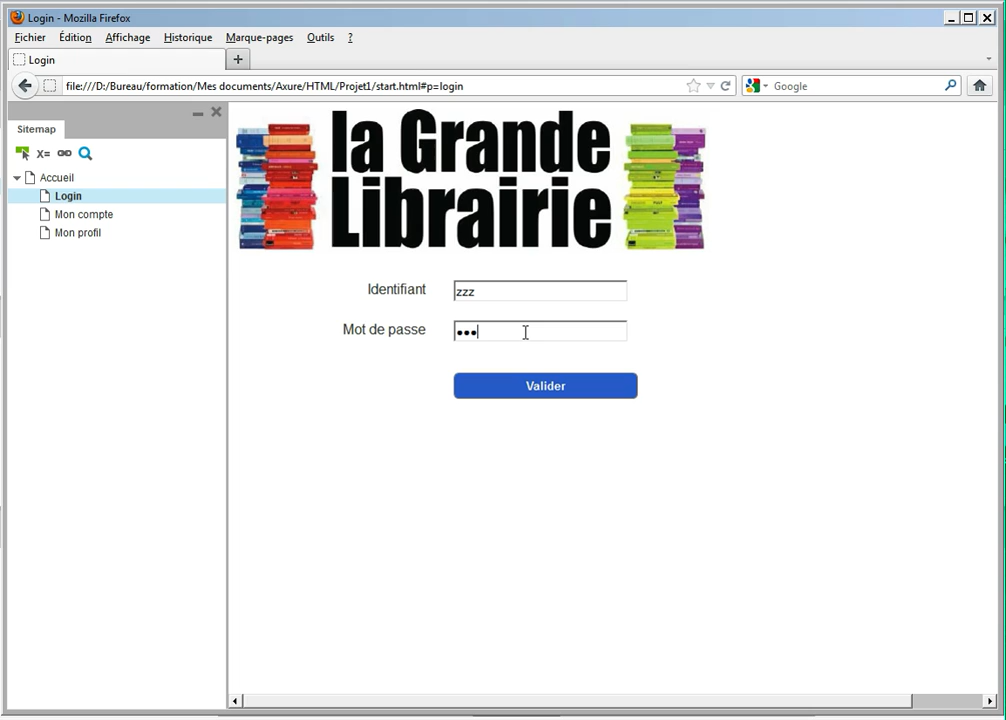 Login - Mozilla Firefox
Fichier Édition Affichage Historique Marque-pages Outils ?
Login +
file:///D:/Bureau/formation/Mes documents/Axure/HTML/Projet1/start.html#p=login Google
Sitemap
X=
Accueil
Login
Mon compte
Mon profil
la Grande
Librairie
Identifiant zzz
Mot de passe •••
Valider